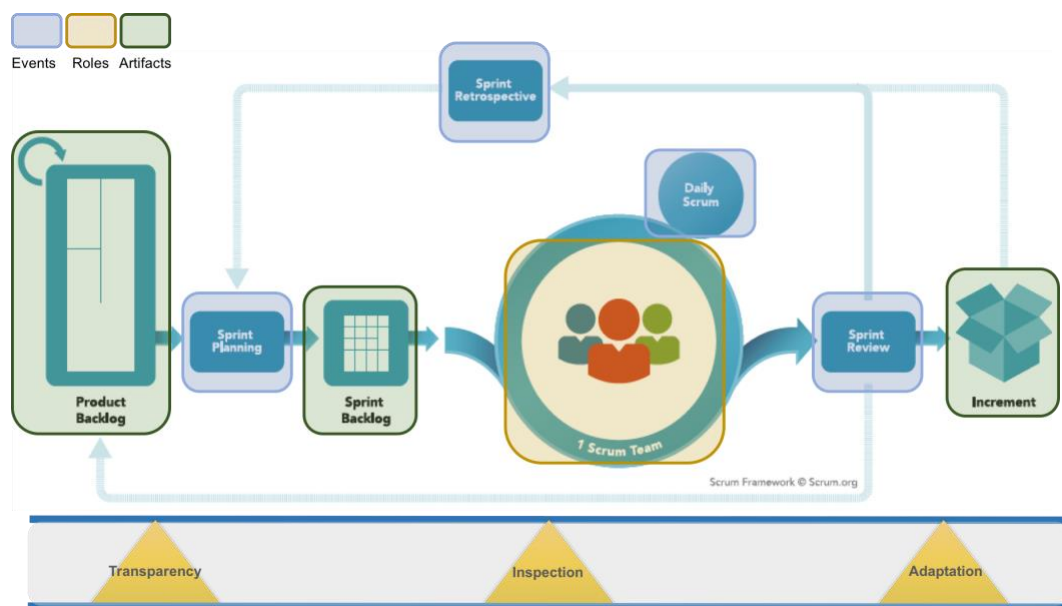 Events Roles Artifacts
Sprint
Retrospective
Daily
Scrum
Sprint
Planning
Sprint
Review
Product
Backlog
Sprint
Backlog
1 Scrum Team
Increment
Scrum Framework © Scrum.org
Transparency
Inspection
Adaptation